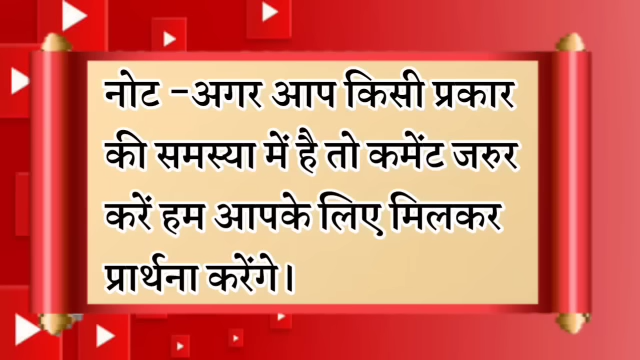 नोट -अगर आप किसी प्रकार
की समस्या में है तो कमेंट जरुर
करें हम आपके लिए मिलकर
प्रार्थना करेंगे।